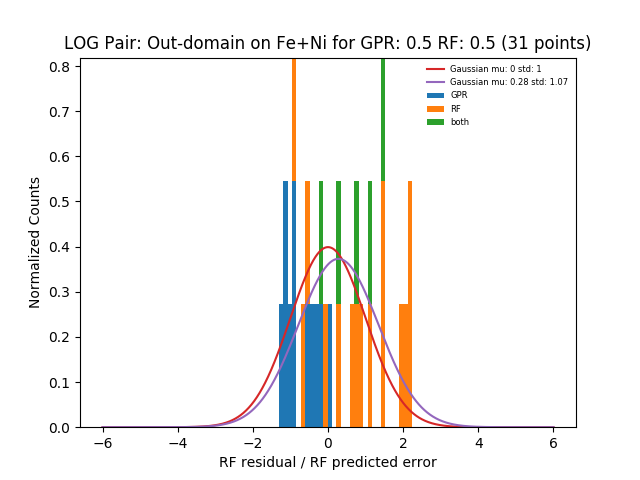 LOG Pair: Out-domain on Fe+Ni for GPR: 0.5 RF: 0.5 (31 points)
Gaussian mu: 0 std: 1
Gaussian mu: 0.28 std: 1.07
GPR
RF
both
Normalized Counts
0.8
0.7
0.6
0.5
0.4
0.3
0.2
0.1
0.0
−6 −4 −2 0 2 4 6
RF residual / RF predicted error